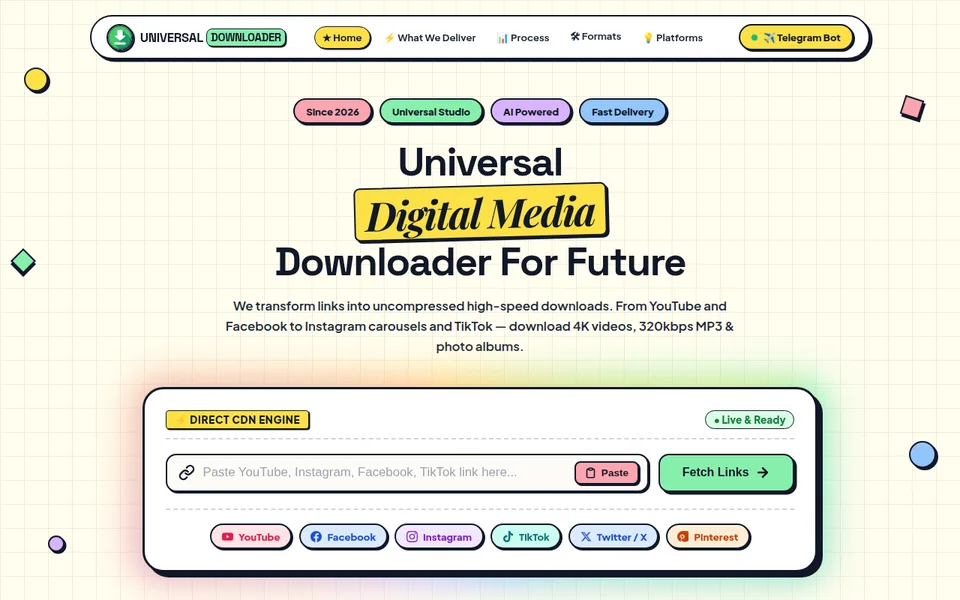 UNIVERSAL DOWNLOADER
★ Home
⚡ What We Deliver
📊 Process
🛠 Formats
💡 Platforms
✈️ Telegram Bot
Since 2026
Universal Studio
AI Powered
Fast Delivery
Universal
Digital Media
Downloader For Future
We transform links into uncompressed high-speed downloads. From YouTube and
Facebook to Instagram carousels and TikTok — download 4K videos, 320kbps MP3 &
photo albums.
⚡ DIRECT CDN ENGINE
● Live & Ready
Paste YouTube, Instagram, Facebook, TikTok link here...
Paste
Fetch Links →
YouTube
Facebook
Instagram
TikTok
Twitter / X
Pinterest